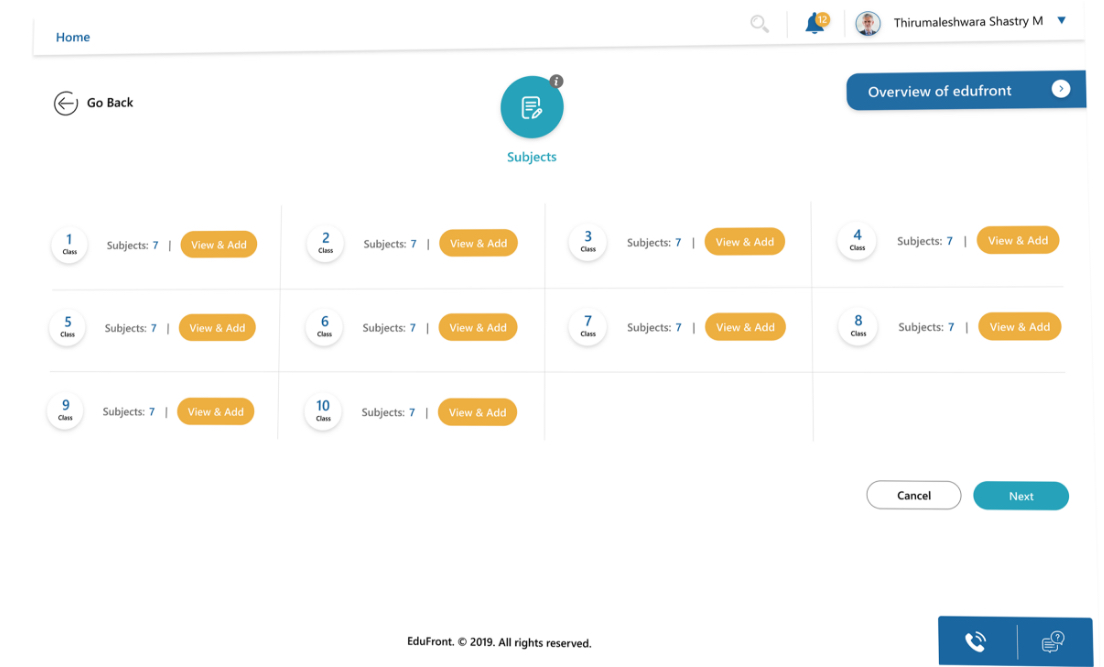 Home
12
Thirumaleshwara Shastry M
Go Back
i
Overview of edufront
Subjects
1 Class Subjects: 7 | View & Add
2 Class Subjects: 7 | View & Add
3 Class Subjects: 7 | View & Add
4 Class Subjects: 7 | View & Add
5 Class Subjects: 7 | View & Add
6 Class Subjects: 7 | View & Add
7 Class Subjects: 7 | View & Add
8 Class Subjects: 7 | View & Add
9 Class Subjects: 7 | View & Add
10 Class Subjects: 7 | View & Add
Cancel
Next
EduFront. © 2019. All rights reserved.
?